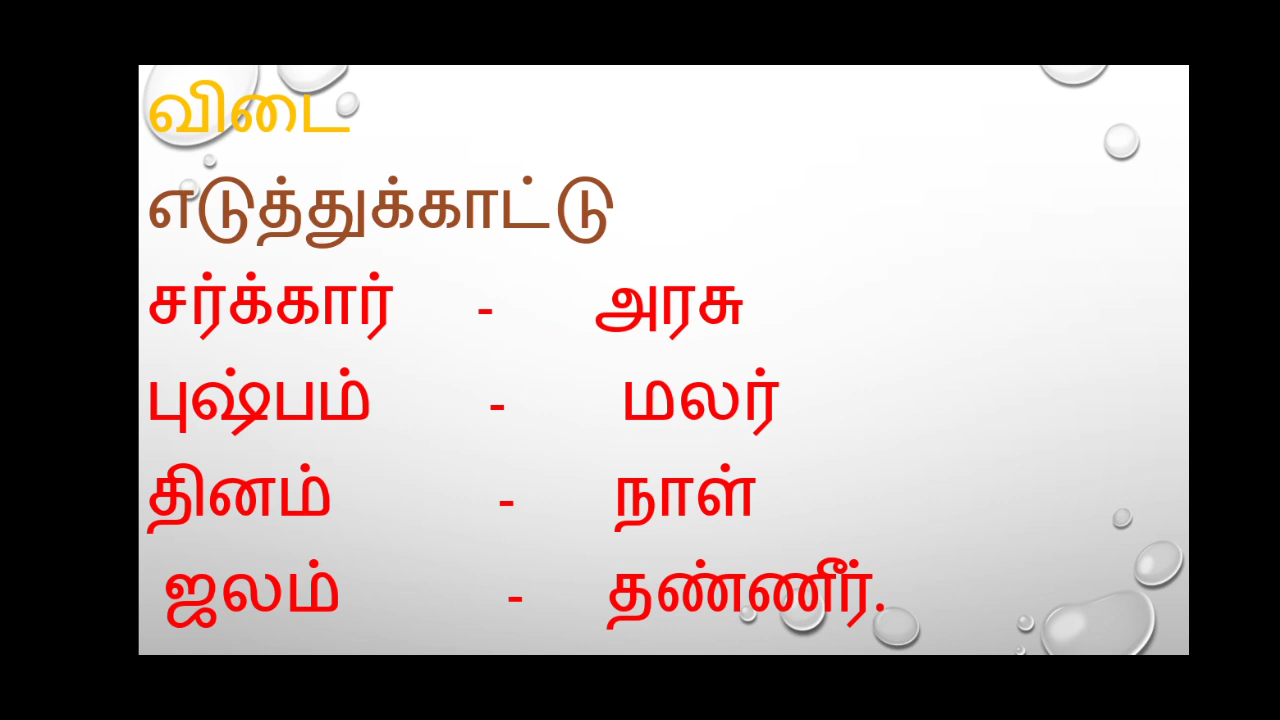 விடை
எடுத்துக்காட்டு
சர்க்கார் - அரசு
புஷ்பம் - மலர்
தினம் - நாள்
ஜலம் - தண்ணீர்.